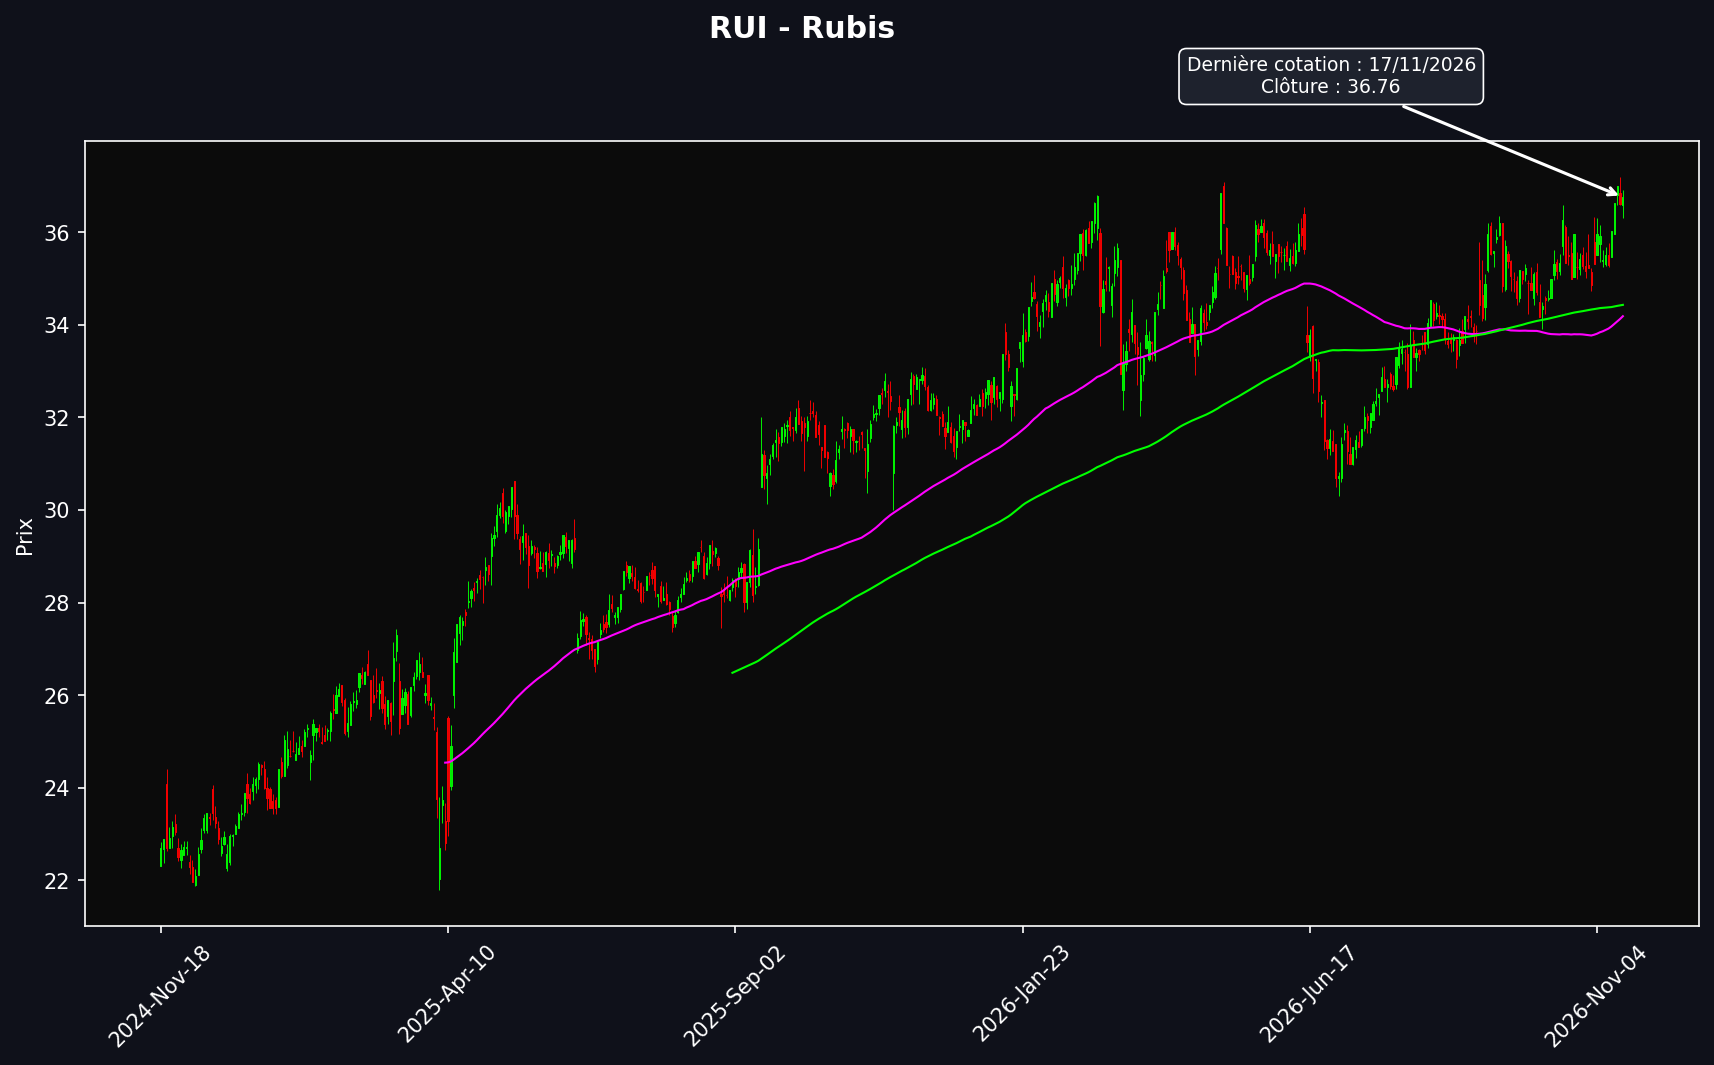 RUI - Rubis
Dernière cotation : 17/11/2026
Clôture : 36.76
Prix
36
34
32
30
28
26
24
22
2024-Nov-18
2025-Apr-10
2025-Sep-02
2026-Jan-23
2026-Jun-17
2026-Nov-04